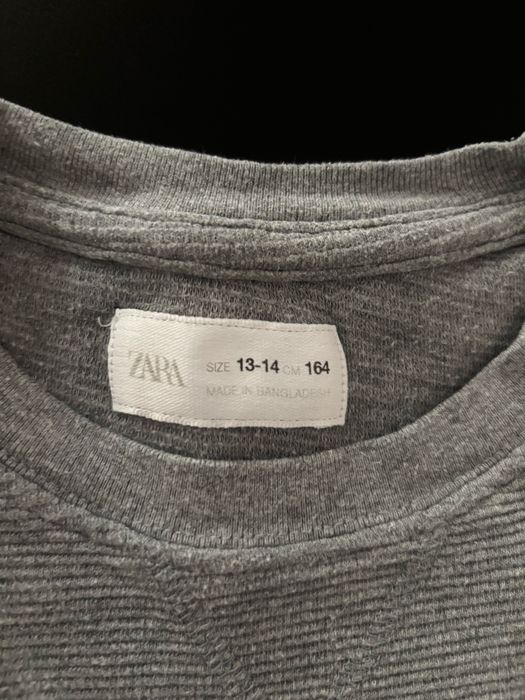 ZARA
SIZE 13-14 CM 164
MADE IN BANGLADESH